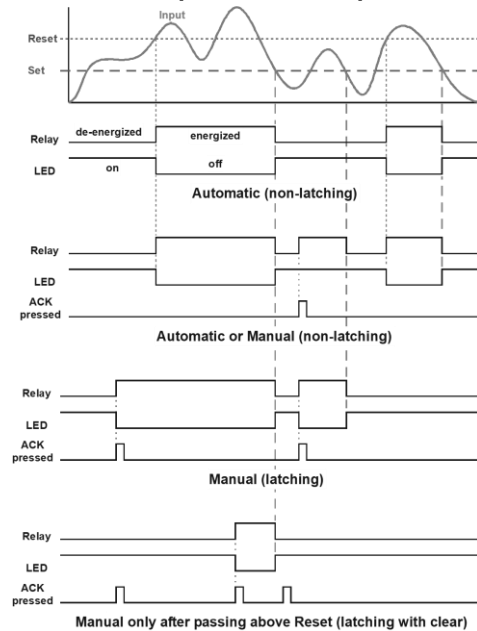 Input
Reset
Set
de-energized energized
Relay
on off
LED
Automatic (non-latching)
Relay
LED
ACK
pressed
Automatic or Manual (non-latching)
Relay
LED
ACK
pressed
Manual (latching)
Relay
LED
ACK
pressed
Manual only after passing above Reset (latching with clear)